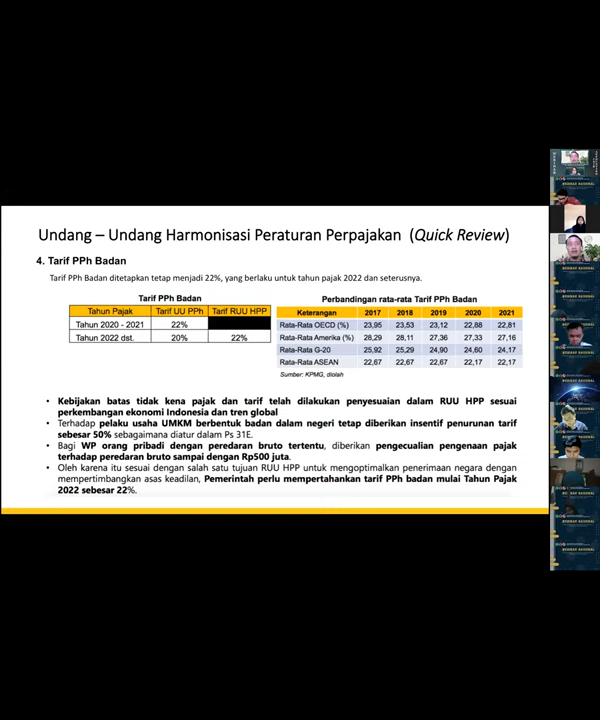 Undang – Undang Harmonisasi Peraturan Perpajakan (Quick Review)
4. Tarif PPh Badan
Tarif PPh Badan ditetapkan tetap menjadi 22%, yang berlaku untuk tahun pajak 2022 dan seterusnya.
Tarif PPh Badan
Tahun Pajak Tarif UU PPh Tarif RUU HPP
Tahun 2020 - 2021 22%
Tahun 2022 dst. 20% 22%
Perbandingan rata-rata Tarif PPh Badan
Keterangan 2017 2018 2019 2020 2021
Rata-Rata OECD (%) 23,95 23,53 23,12 22,88 22,81
Rata-Rata Amerika (%) 28,29 28,11 27,36 27,33 27,16
Rata-Rata G-20 25,92 25,29 24,90 24,60 24,17
Rata-Rata ASEAN 22,67 22,67 22,67 22,17 22,17
Sumber: KPMG, diolah
• Kebijakan batas tidak kena pajak dan tarif telah dilakukan penyesuaian dalam RUU HPP sesuai
perkembangan ekonomi Indonesia dan tren global
• Terhadap pelaku usaha UMKM berbentuk badan dalam negeri tetap diberikan insentif penurunan tarif
sebesar 50% sebagaimana diatur dalam Ps 31E.
• Bagi WP orang pribadi dengan peredaran bruto tertentu, diberikan pengecualian pengenaan pajak
terhadap peredaran bruto sampai dengan Rp500 juta.
• Oleh karena itu sesuai dengan salah satu tujuan RUU HPP untuk mengoptimalkan penerimaan negara dengan
mempertimbangkan asas keadilan, Pemerintah perlu mempertahankan tarif PPh badan mulai Tahun Pajak
2022 sebesar 22%.